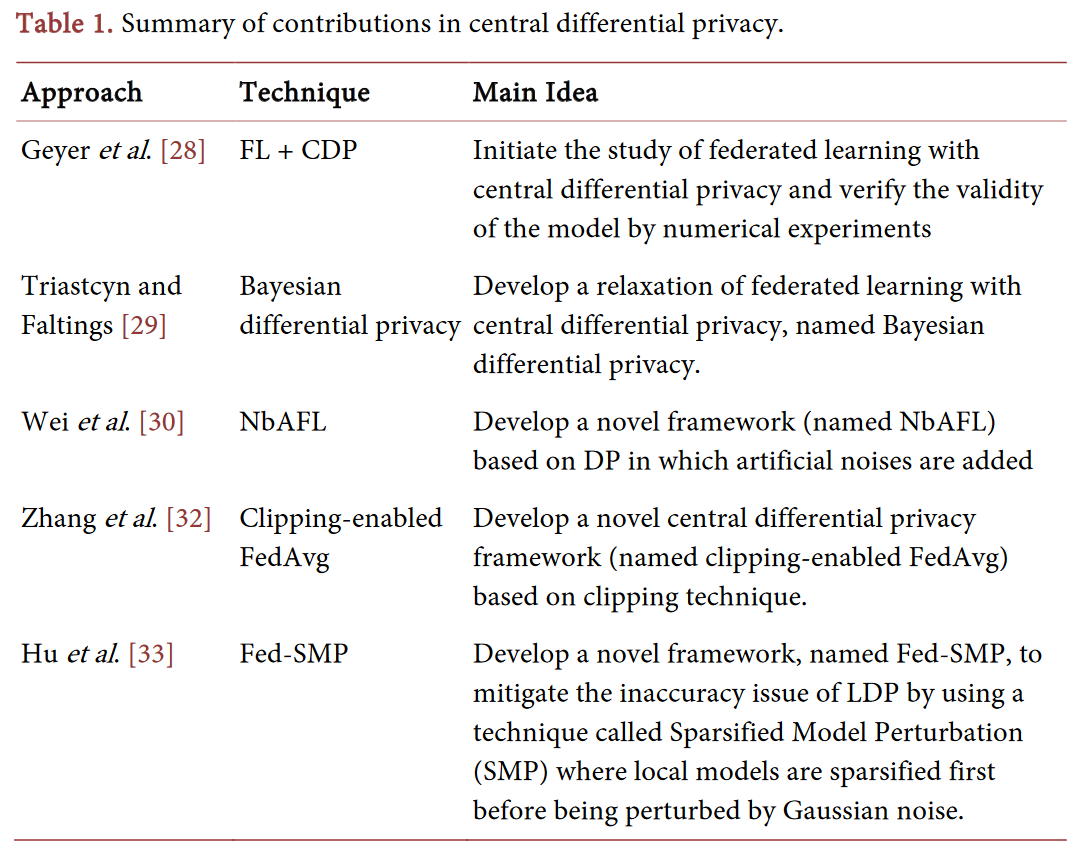 Table 1. Summary of contributions in central differential privacy.
Approach Technique Main Idea
Geyer et al. [28] FL + CDP Initiate the study of federated learning with
central differential privacy and verify the validity
of the model by numerical experiments
Triastcyn and Bayesian Develop a relaxation of federated learning with
Faltings [29] differential privacy central differential privacy, named Bayesian
differential privacy.
Wei et al. [30] NbAFL Develop a novel framework (named NbAFL)
based on DP in which artificial noises are added
Zhang et al. [32] Clipping-enabled Develop a novel central differential privacy
FedAvg framework (named clipping-enabled FedAvg)
based on clipping technique.
Hu et al. [33] Fed-SMP Develop a novel framework, named Fed-SMP, to
mitigate the inaccuracy issue of LDP by using a
technique called Sparsified Model Perturbation
(SMP) where local models are sparsified first
before being perturbed by Gaussian noise.